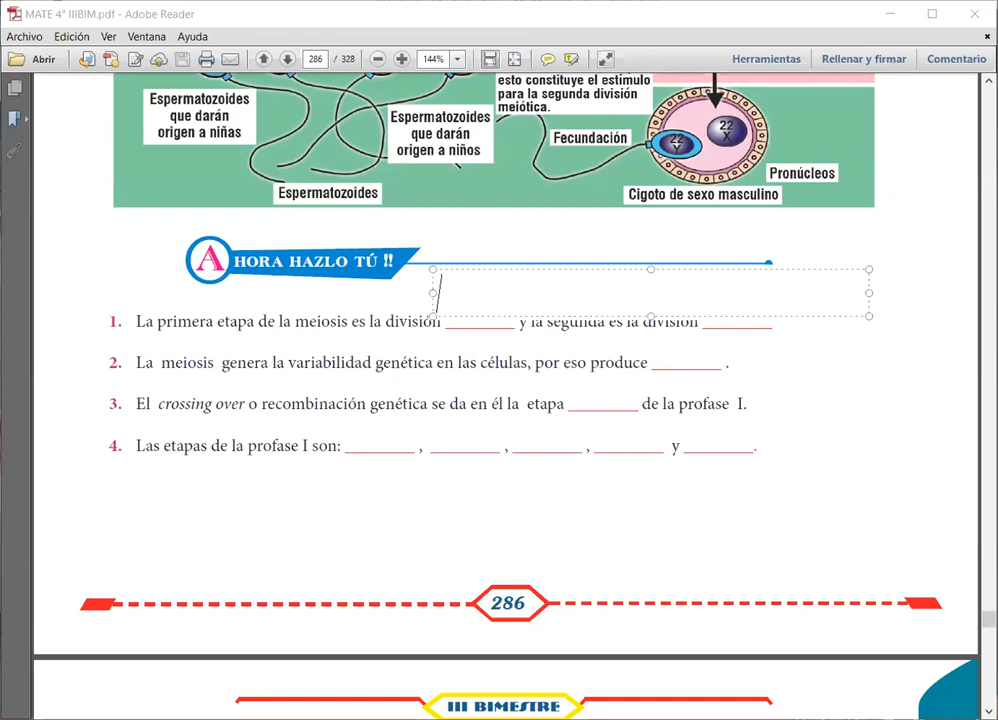 MATE 4° IIIBIM.pdf - Adobe Reader
Archivo Edición Ver Ventana Ayuda
Abrir 286 / 328 144% Herramientas Rellenar y firmar Comentario
esto constituye el estímulo
para la segunda división
meiótica.
Espermatozoides
que darán
origen a niñas
Espermatozoides
que darán
origen a niños
Fecundación
22
X
22
Y
Pronúcleos
Espermatozoides
Cigoto de sexo masculino
AHORA HAZLO TÚ !!
1. La primera etapa de la meiosis es la división ________ y la segunda es la división ________
2. La meiosis genera la variabilidad genética en las células, por eso produce ________ .
3. El crossing over o recombinación genética se da en él la etapa ________ de la profase I.
4. Las etapas de la profase I son: ________ , ________ , ________ , ________ y ________.
286
III BIMESTRE